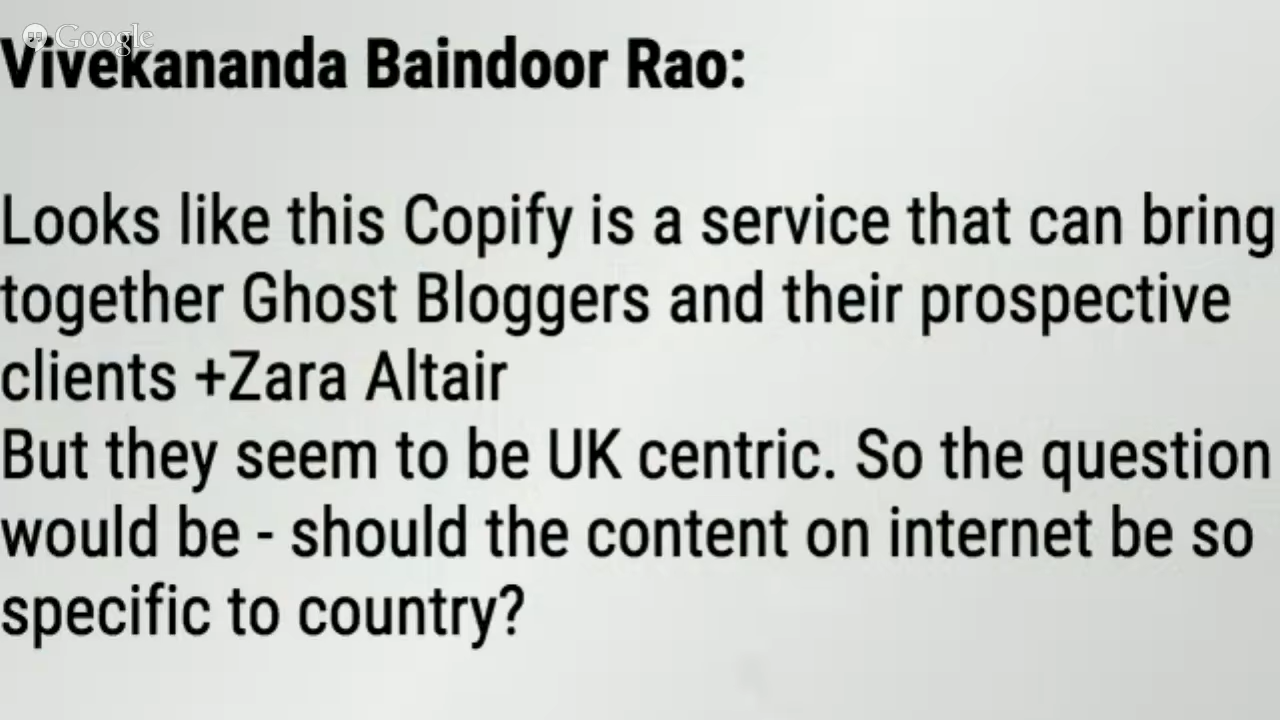 Google
Vivekananda Baindoor Rao:
Looks like this Copify is a service that can bring
together Ghost Bloggers and their prospective
clients +Zara Altair
But they seem to be UK centric. So the question
would be - should the content on internet be so
specific to country?